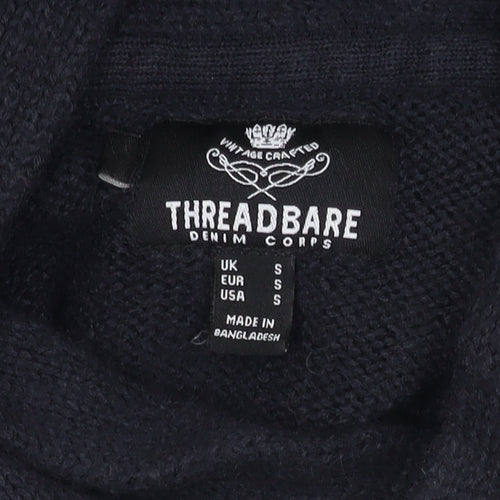 VINTAGE CRAFTED
THREADBARE
DENIM CORPS
UK S
EUR S
USA S
MADE IN
BANGLADESH